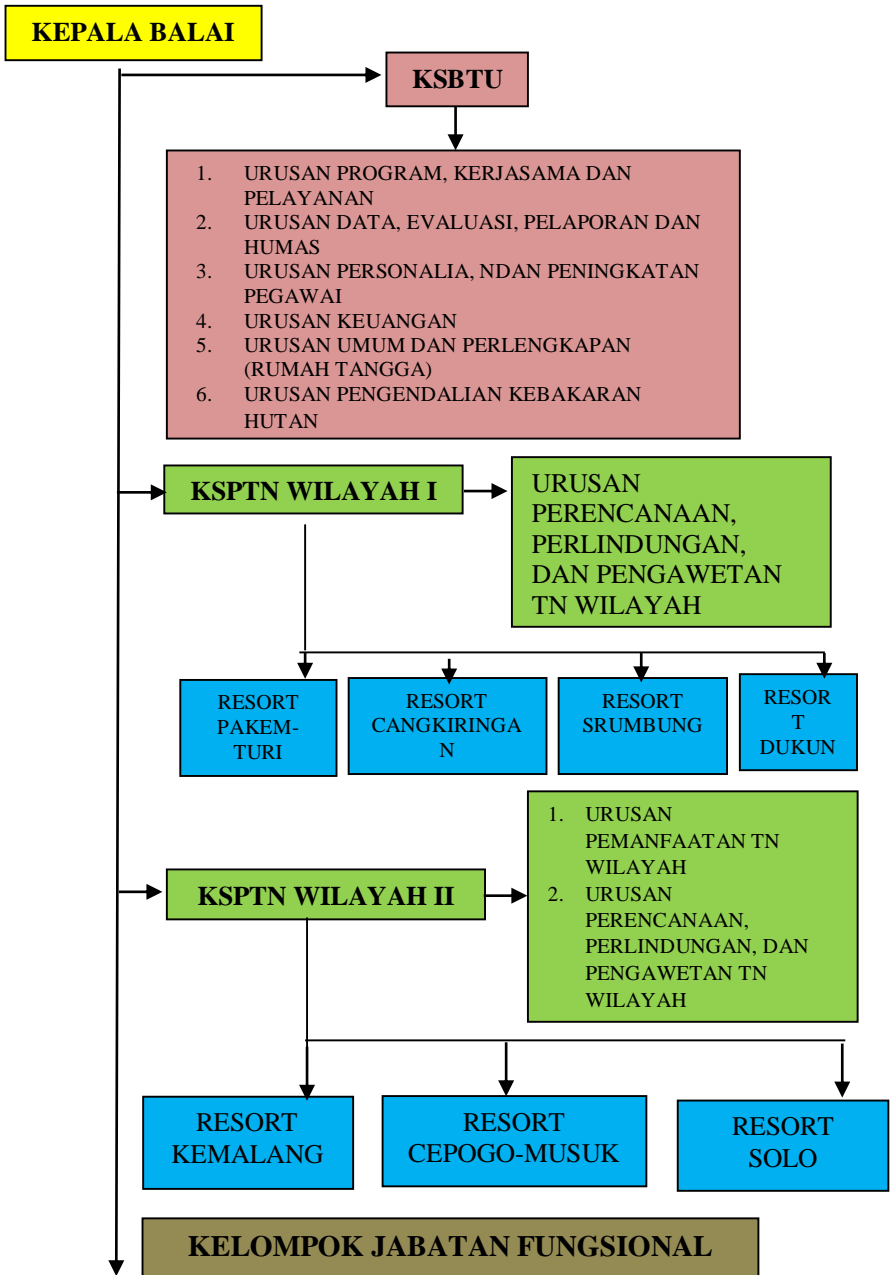 KEPALA BALAI
KSBTU
1. URUSAN PROGRAM, KERJASAMA DAN
PELAYANAN
2. URUSAN DATA, EVALUASI, PELAPORAN DAN
HUMAS
3. URUSAN PERSONALIA, NDAN PENINGKATAN
PEGAWAI
4. URUSAN KEUANGAN
5. URUSAN UMUM DAN PERLENGKAPAN
(RUMAH TANGGA)
6. URUSAN PENGENDALIAN KEBAKARAN
HUTAN
KSPTN WILAYAH I
URUSAN
PERENCANAAN,
PERLINDUNGAN,
DAN PENGAWETAN
TN WILAYAH
RESORT
PAKEM-
TURI
RESORT
CANGKIRINGA
N
RESORT
SRUMBUNG
RESOR
T
DUKUN
KSPTN WILAYAH II
1. URUSAN
PEMANFAATAN TN
WILAYAH
2. URUSAN
PERENCANAAN,
PERLINDUNGAN, DAN
PENGAWETAN TN
WILAYAH
RESORT
KEMALANG
RESORT
CEPOGO-MUSUK
RESORT
SOLO
KELOMPOK JABATAN FUNGSIONAL